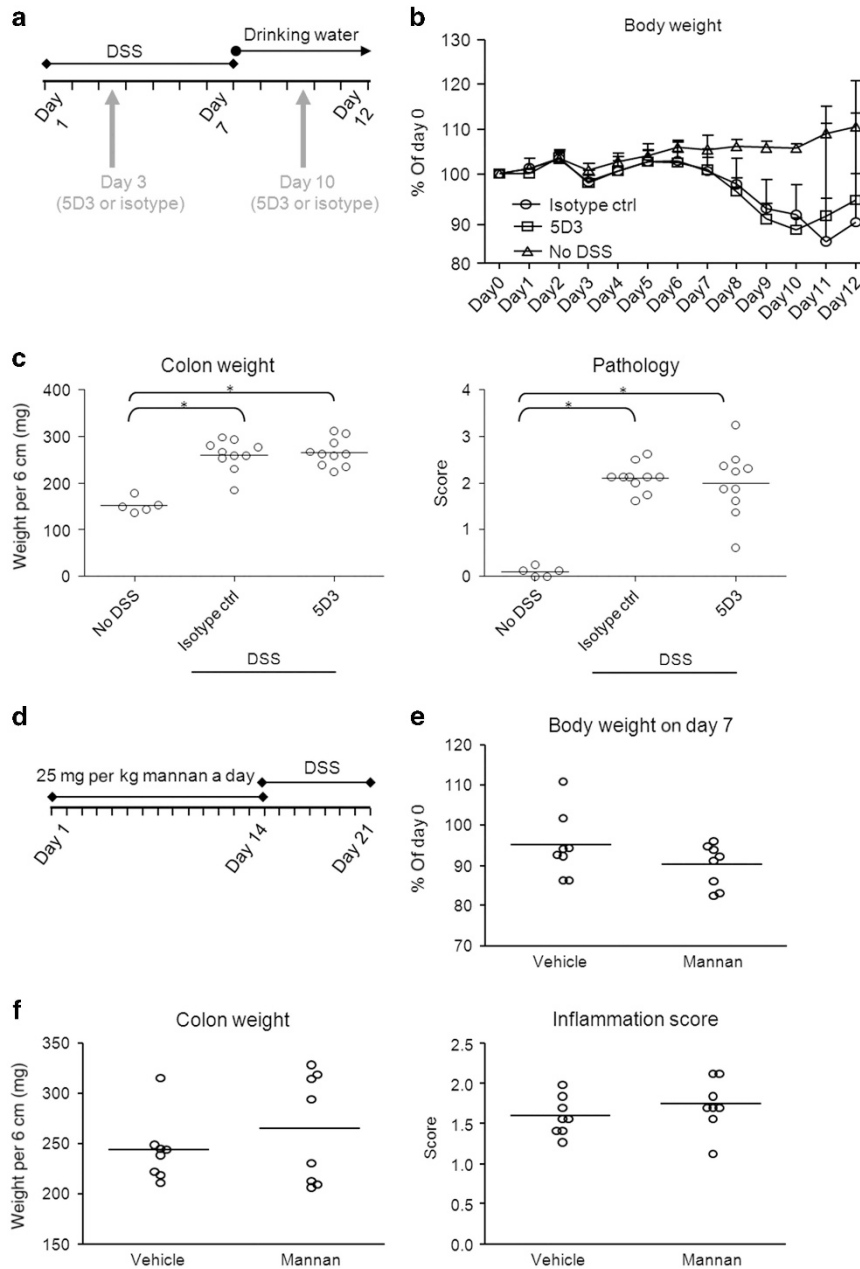 a
DSS
Drinking water
Day 1
Day 7
Day 12
Day 3
(5D3 or isotype)
Day 10
(5D3 or isotype)
b
Body weight
% Of day 0
130
120
110
100
90
80
Isotype ctrl
5D3
No DSS
Day0
Day1
Day2
Day3
Day4
Day5
Day6
Day7
Day8
Day9
Day10
Day11
Day12
c
Colon weight
Weight per 6 cm (mg)
400
300
200
100
0
*
*
No DSS
Isotype ctrl
5D3
DSS
Pathology
Score
4
3
2
1
0
*
*
No DSS
Isotype ctrl
5D3
DSS
d
25 mg per kg mannan a day
DSS
Day 1
Day 14
Day 21
e
Body weight on day 7
% Of day 0
120
110
100
90
80
70
Vehicle
Mannan
f
Colon weight
Weight per 6 cm (mg)
350
300
250
200
150
Vehicle
Mannan
Inflammation score
Score
2.5
2.0
1.5
1.0
0.5
0.0
Vehicle
Mannan